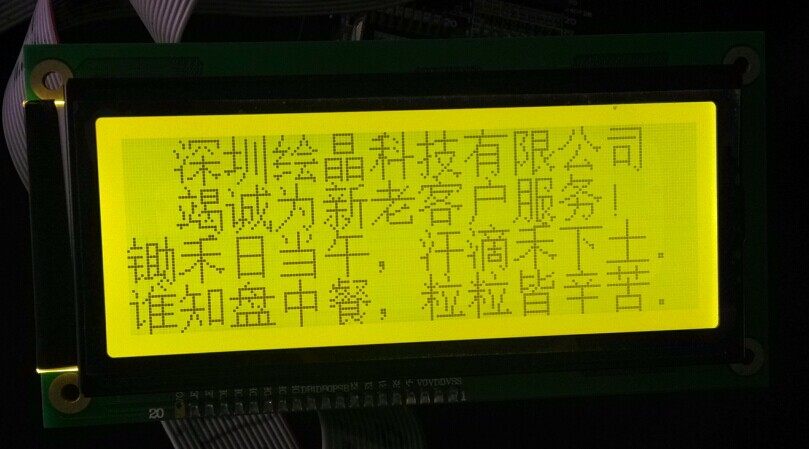 深圳绘晶科技有限公司
竭诚为新老客户服务!
锄禾日当午,汗滴禾下土.
谁知盘中餐,粒粒皆辛苦.
20